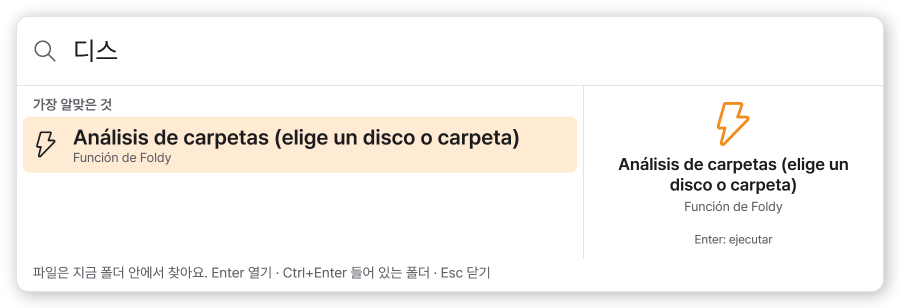 디스
가장 알맞은 것
Análisis de carpetas (elige un disco o carpeta)
Función de Foldy
Análisis de carpetas (elige un
disco o carpeta)
Función de Foldy
Enter: ejecutar
파일은 지금 폴더 안에서 찾아요. Enter 열기 · Ctrl+Enter 들어 있는 폴더 · Esc 닫기